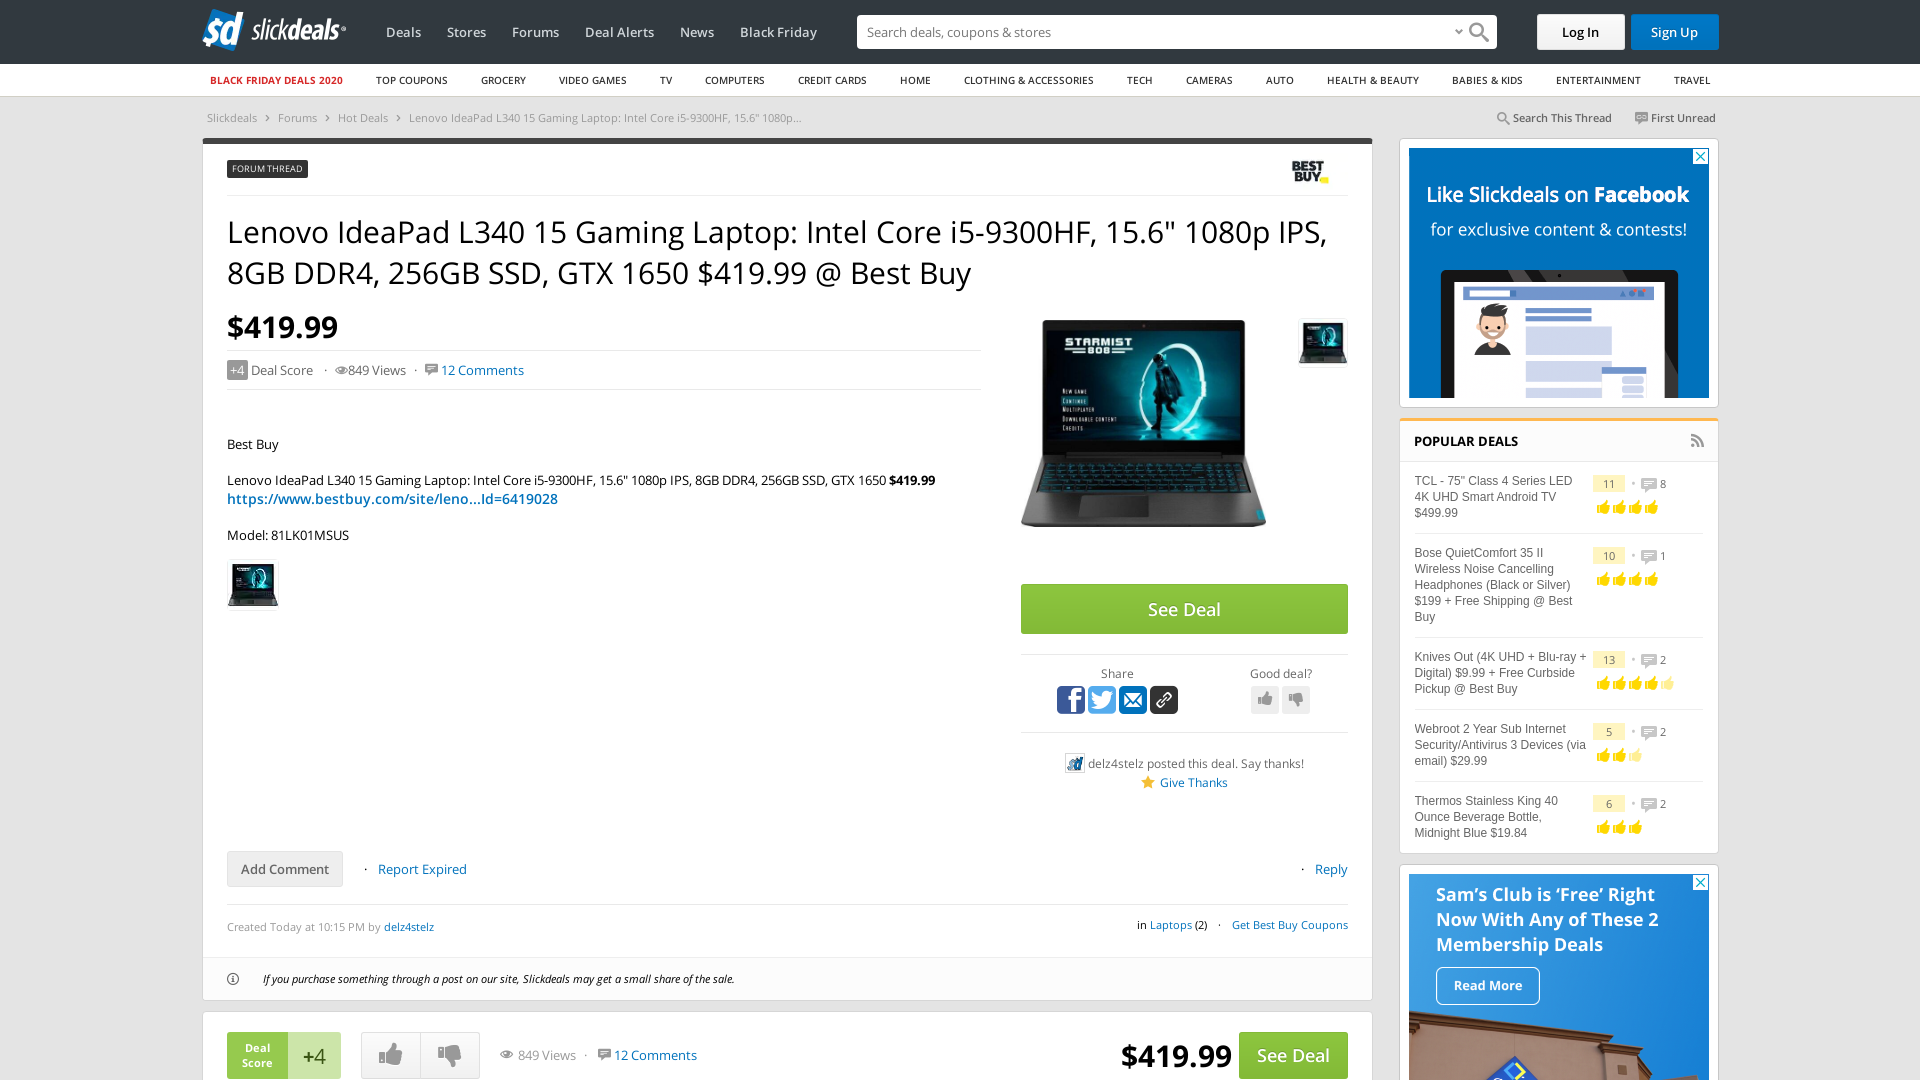 sd slickdeals
Deals Stores Forums Deal Alerts News Black Friday Search deals, coupons & stores Log In Sign Up
BLACK FRIDAY DEALS 2020 TOP COUPONS GROCERY VIDEO GAMES TV COMPUTERS CREDIT CARDS HOME CLOTHING & ACCESSORIES TECH CAMERAS AUTO HEALTH & BEAUTY BABIES & KIDS ENTERTAINMENT TRAVEL
Slickdeals › Forums › Hot Deals › Lenovo IdeaPad L340 15 Gaming Laptop: Intel Core i5-9300HF, 15.6" 1080p...
Search This Thread First Unread
FORUM THREAD
BEST BUY
Lenovo IdeaPad L340 15 Gaming Laptop: Intel Core i5-9300HF, 15.6" 1080p IPS,
8GB DDR4, 256GB SSD, GTX 1650 $419.99 @ Best Buy
$419.99
+4 Deal Score · 849 Views · 12 Comments
Best Buy
Lenovo IdeaPad L340 15 Gaming Laptop: Intel Core i5-9300HF, 15.6" 1080p IPS, 8GB DDR4, 256GB SSD, GTX 1650 $419.99
https://www.bestbuy.com/site/leno...Id=6419028
Model: 81LK01MSUS
STARMIST
808
NEW GAME
CONTINUE
MULTIPLAYER
DOWNLOADABLE CONTENT
CREDITS
See Deal
Share
Good deal?
delz4stelz posted this deal. Say thanks!
Give Thanks
Add Comment · Report Expired
· Reply
Created Today at 10:15 PM by delz4stelz
in Laptops (2) · Get Best Buy Coupons
If you purchase something through a post on our site, Slickdeals may get a small share of the sale.
Deal
Score
+4
849 Views · 12 Comments
$419.99
See Deal
Like Slickdeals on Facebook
for exclusive content & contests!
POPULAR DEALS
TCL - 75" Class 4 Series LED
4K UHD Smart Android TV
$499.99
11 • 8
Bose QuietComfort 35 II
Wireless Noise Cancelling
Headphones (Black or Silver)
$199 + Free Shipping @ Best
Buy
10 • 1
Knives Out (4K UHD + Blu-ray +
Digital) $9.99 + Free Curbside
Pickup @ Best Buy
13 • 2
Webroot 2 Year Sub Internet
Security/Antivirus 3 Devices (via
email) $29.99
5 • 2
Thermos Stainless King 40
Ounce Beverage Bottle,
Midnight Blue $19.84
6 • 2
Sam's Club is 'Free' Right
Now With Any of These 2
Membership Deals
Read More